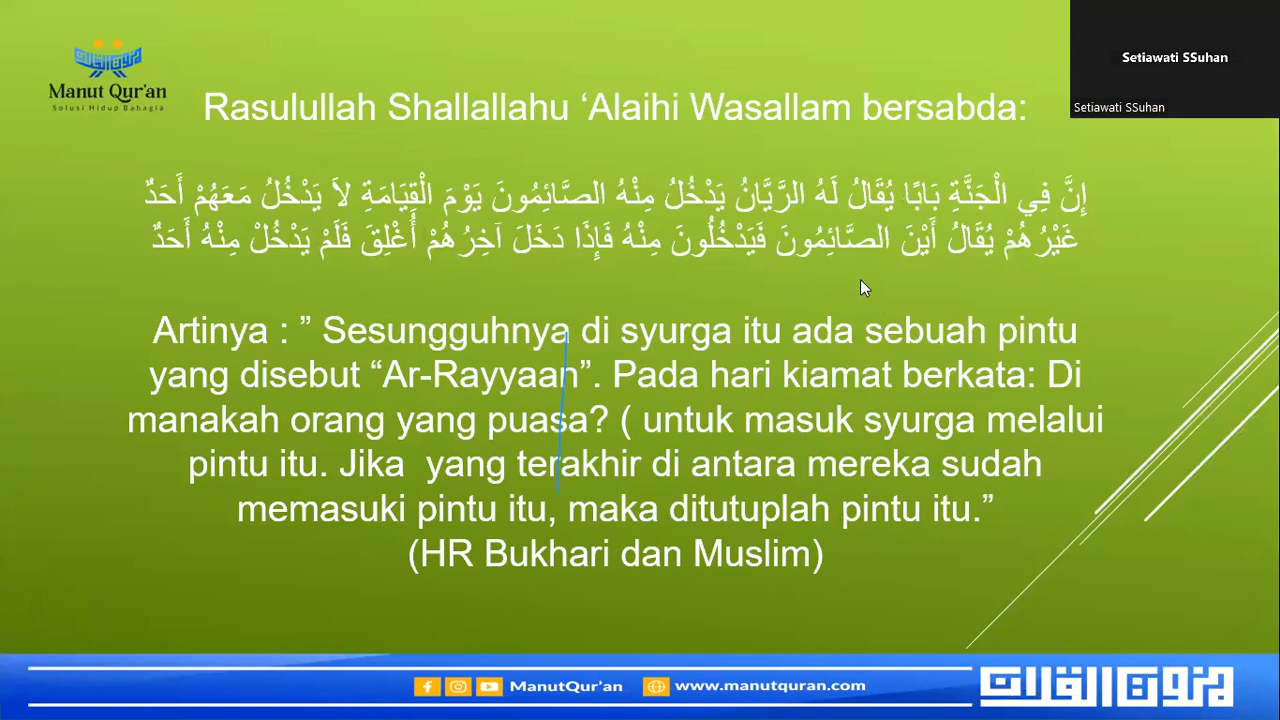 Manut Qur'an
Solusi Hidup Bahagia
Setiawati SSuhan
Setiawati SSuhan
Rasulullah Shallallahu ‘Alaihi Wasallam bersabda:
إِنَّ فِي الْجَنَّةِ بَابًا يُقَالُ لَهُ الرَّيَّانُ يَدْخُلُ مِنْهُ الصَّائِمُونَ يَوْمَ الْقِيَامَةِ لاَ يَدْخُلُ مَعَهُمْ أَحَدٌ
غَيْرُهُمْ يُقَالُ أَيْنَ الصَّائِمُونَ فَيَدْخُلُونَ مِنْهُ فَإِذَا دَخَلَ آخِرُهُمْ أُغْلِقَ فَلَمْ يَدْخُلْ مِنْهُ أَحَدٌ
Artinya : ” Sesungguhnya di syurga itu ada sebuah pintu
yang disebut “Ar-Rayyaan”. Pada hari kiamat berkata: Di
manakah orang yang puasa? ( untuk masuk syurga melalui
pintu itu. Jika  yang terakhir di antara mereka sudah
memasuki pintu itu, maka ditutuplah pintu itu.”
(HR Bukhari dan Muslim)
ManutQur'an
www.manutquran.com